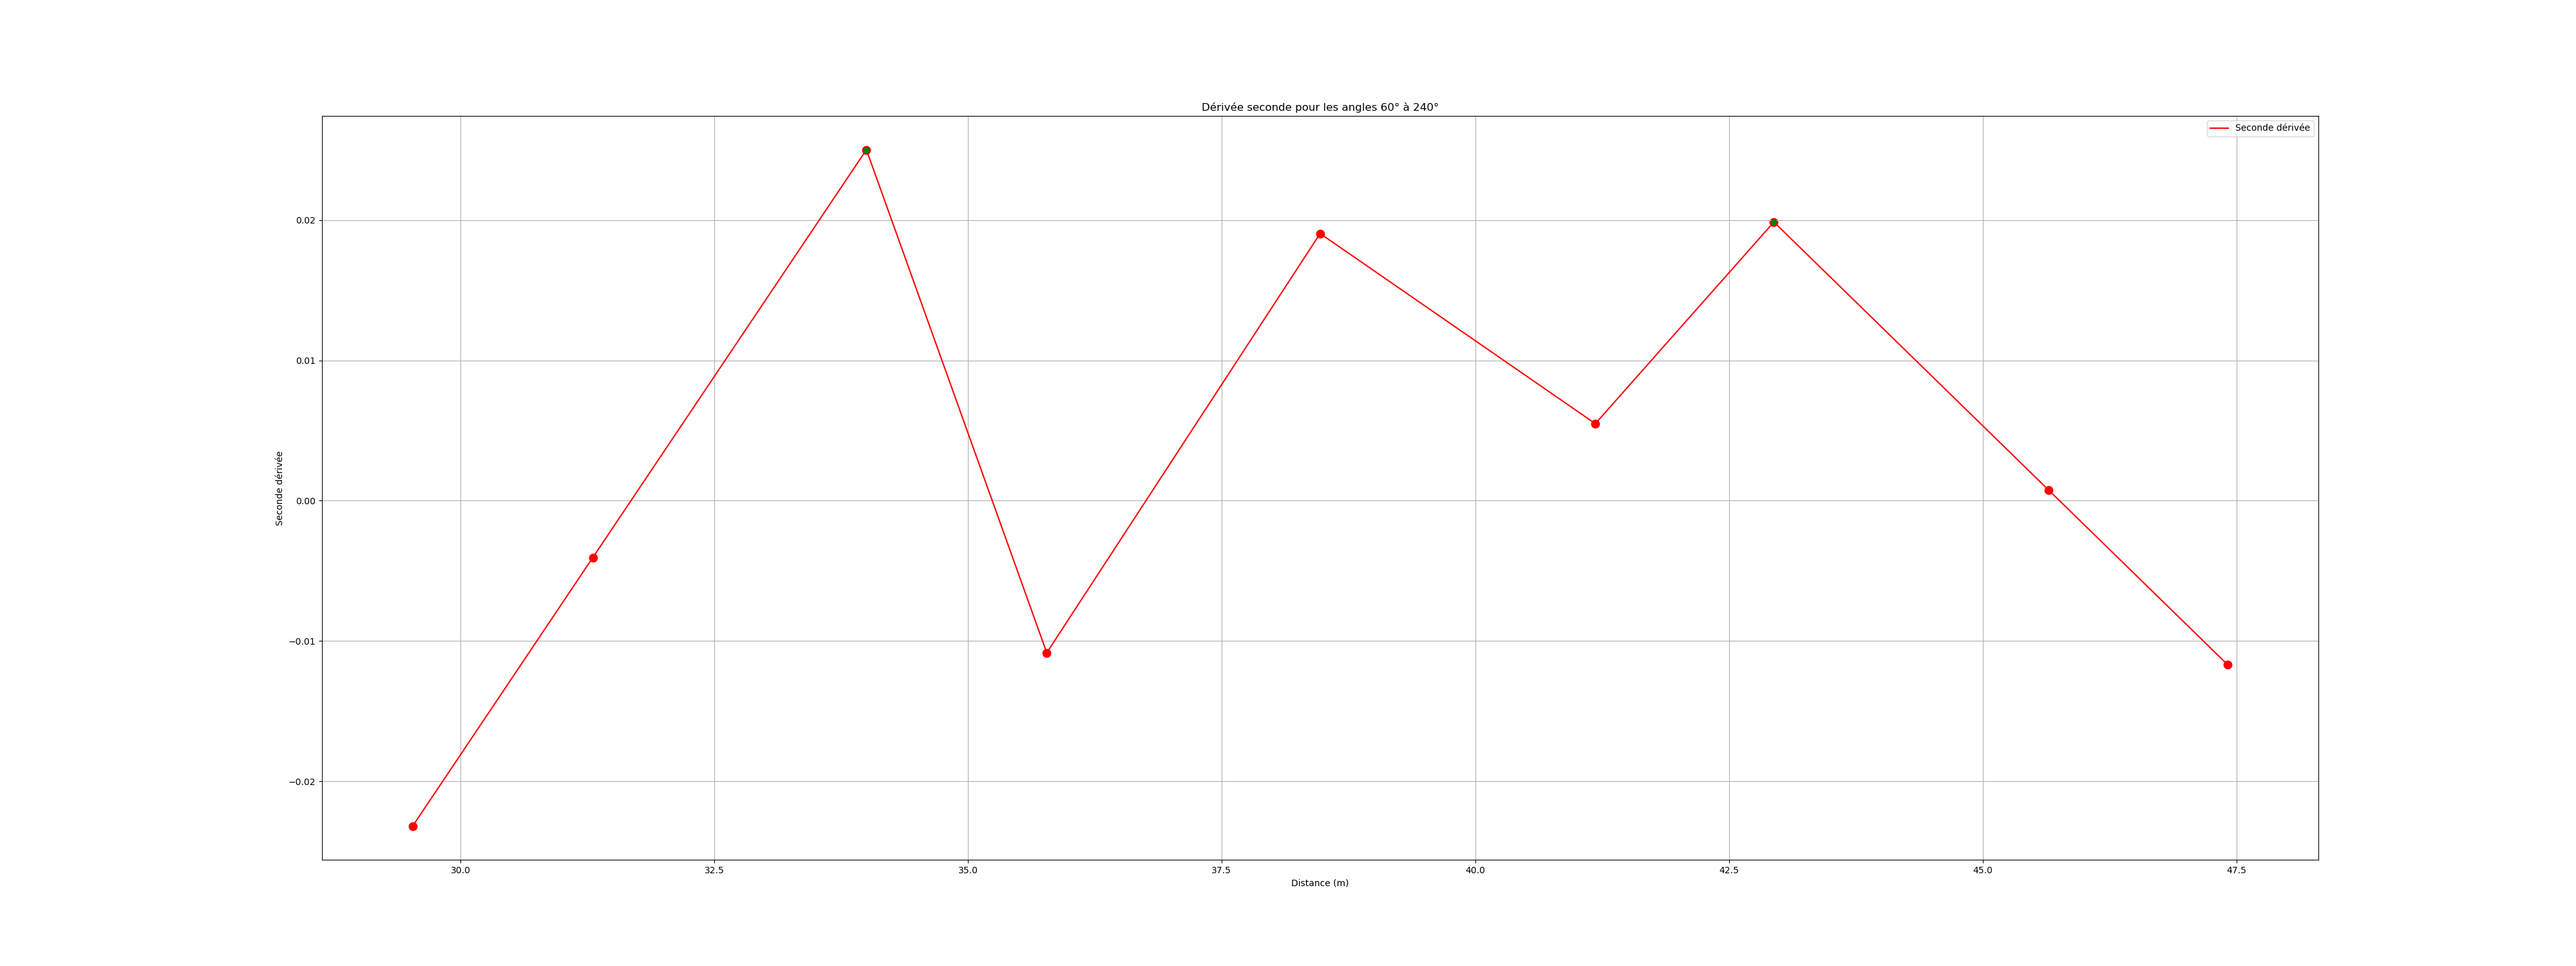 Dérivée seconde pour les angles 60° à 240°
Seconde dérivée
0.02
0.01
0.00
−0.01
−0.02
Seconde dérivée
30.0 32.5 35.0 37.5 40.0 42.5 45.0 47.5
Distance (m)